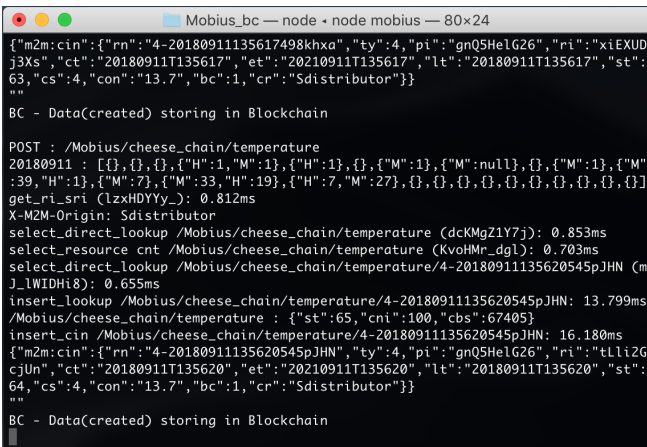 Mobius_bc — node ◂ node mobius — 80×24
{"m2m:cin":{"rn":"4-20180911135617498khxa","ty":4,"pi":"gnQ5HelG26","ri":"xiEXUD
j3Xs","ct":"20180911T135617","et":"20210911T135617","lt":"20180911T135617","st":
63,"cs":4,"con":"13.7","bc":1,"cr":"Sdistributor"}}
""
BC - Data(created) storing in Blockchain
POST : /Mobius/cheese_chain/temperature
20180911 : [{},{},{},{"H":1,"M":1},{"H":1},{},{"M":1},{"M":null},{},{"M":1},{"M"
:39,"H":1},{"M":7},{"M":33,"H":19},{"H":7,"M":27},{},{},{},{},{},{},{},{},{},{}]
get_ri_sri (lzxHDYYy_): 0.812ms
X-M2M-Origin: Sdistributor
select_direct_lookup /Mobius/cheese_chain/temperature (dcKMgZ1Y7j): 0.853ms
select_resource cnt /Mobius/cheese_chain/temperature (KvoHMr_dgl): 0.703ms
select_direct_lookup /Mobius/cheese_chain/temperature/4-20180911135620545pJHN (m
J_lWIDHi8): 0.655ms
insert_lookup /Mobius/cheese_chain/temperature/4-20180911135620545pJHN: 13.799ms
/Mobius/cheese_chain/temperature : {"st":65,"cni":100,"cbs":67405}
insert_cin /Mobius/cheese_chain/temperature/4-20180911135620545pJHN: 16.180ms
{"m2m:cin":{"rn":"4-20180911135620545pJHN","ty":4,"pi":"gnQ5HelG26","ri":"tLli2G
cjUn","ct":"20180911T135620","et":"20210911T135620","lt":"20180911T135620","st":
64,"cs":4,"con":"13.7","bc":1,"cr":"Sdistributor"}}
""
BC - Data(created) storing in Blockchain